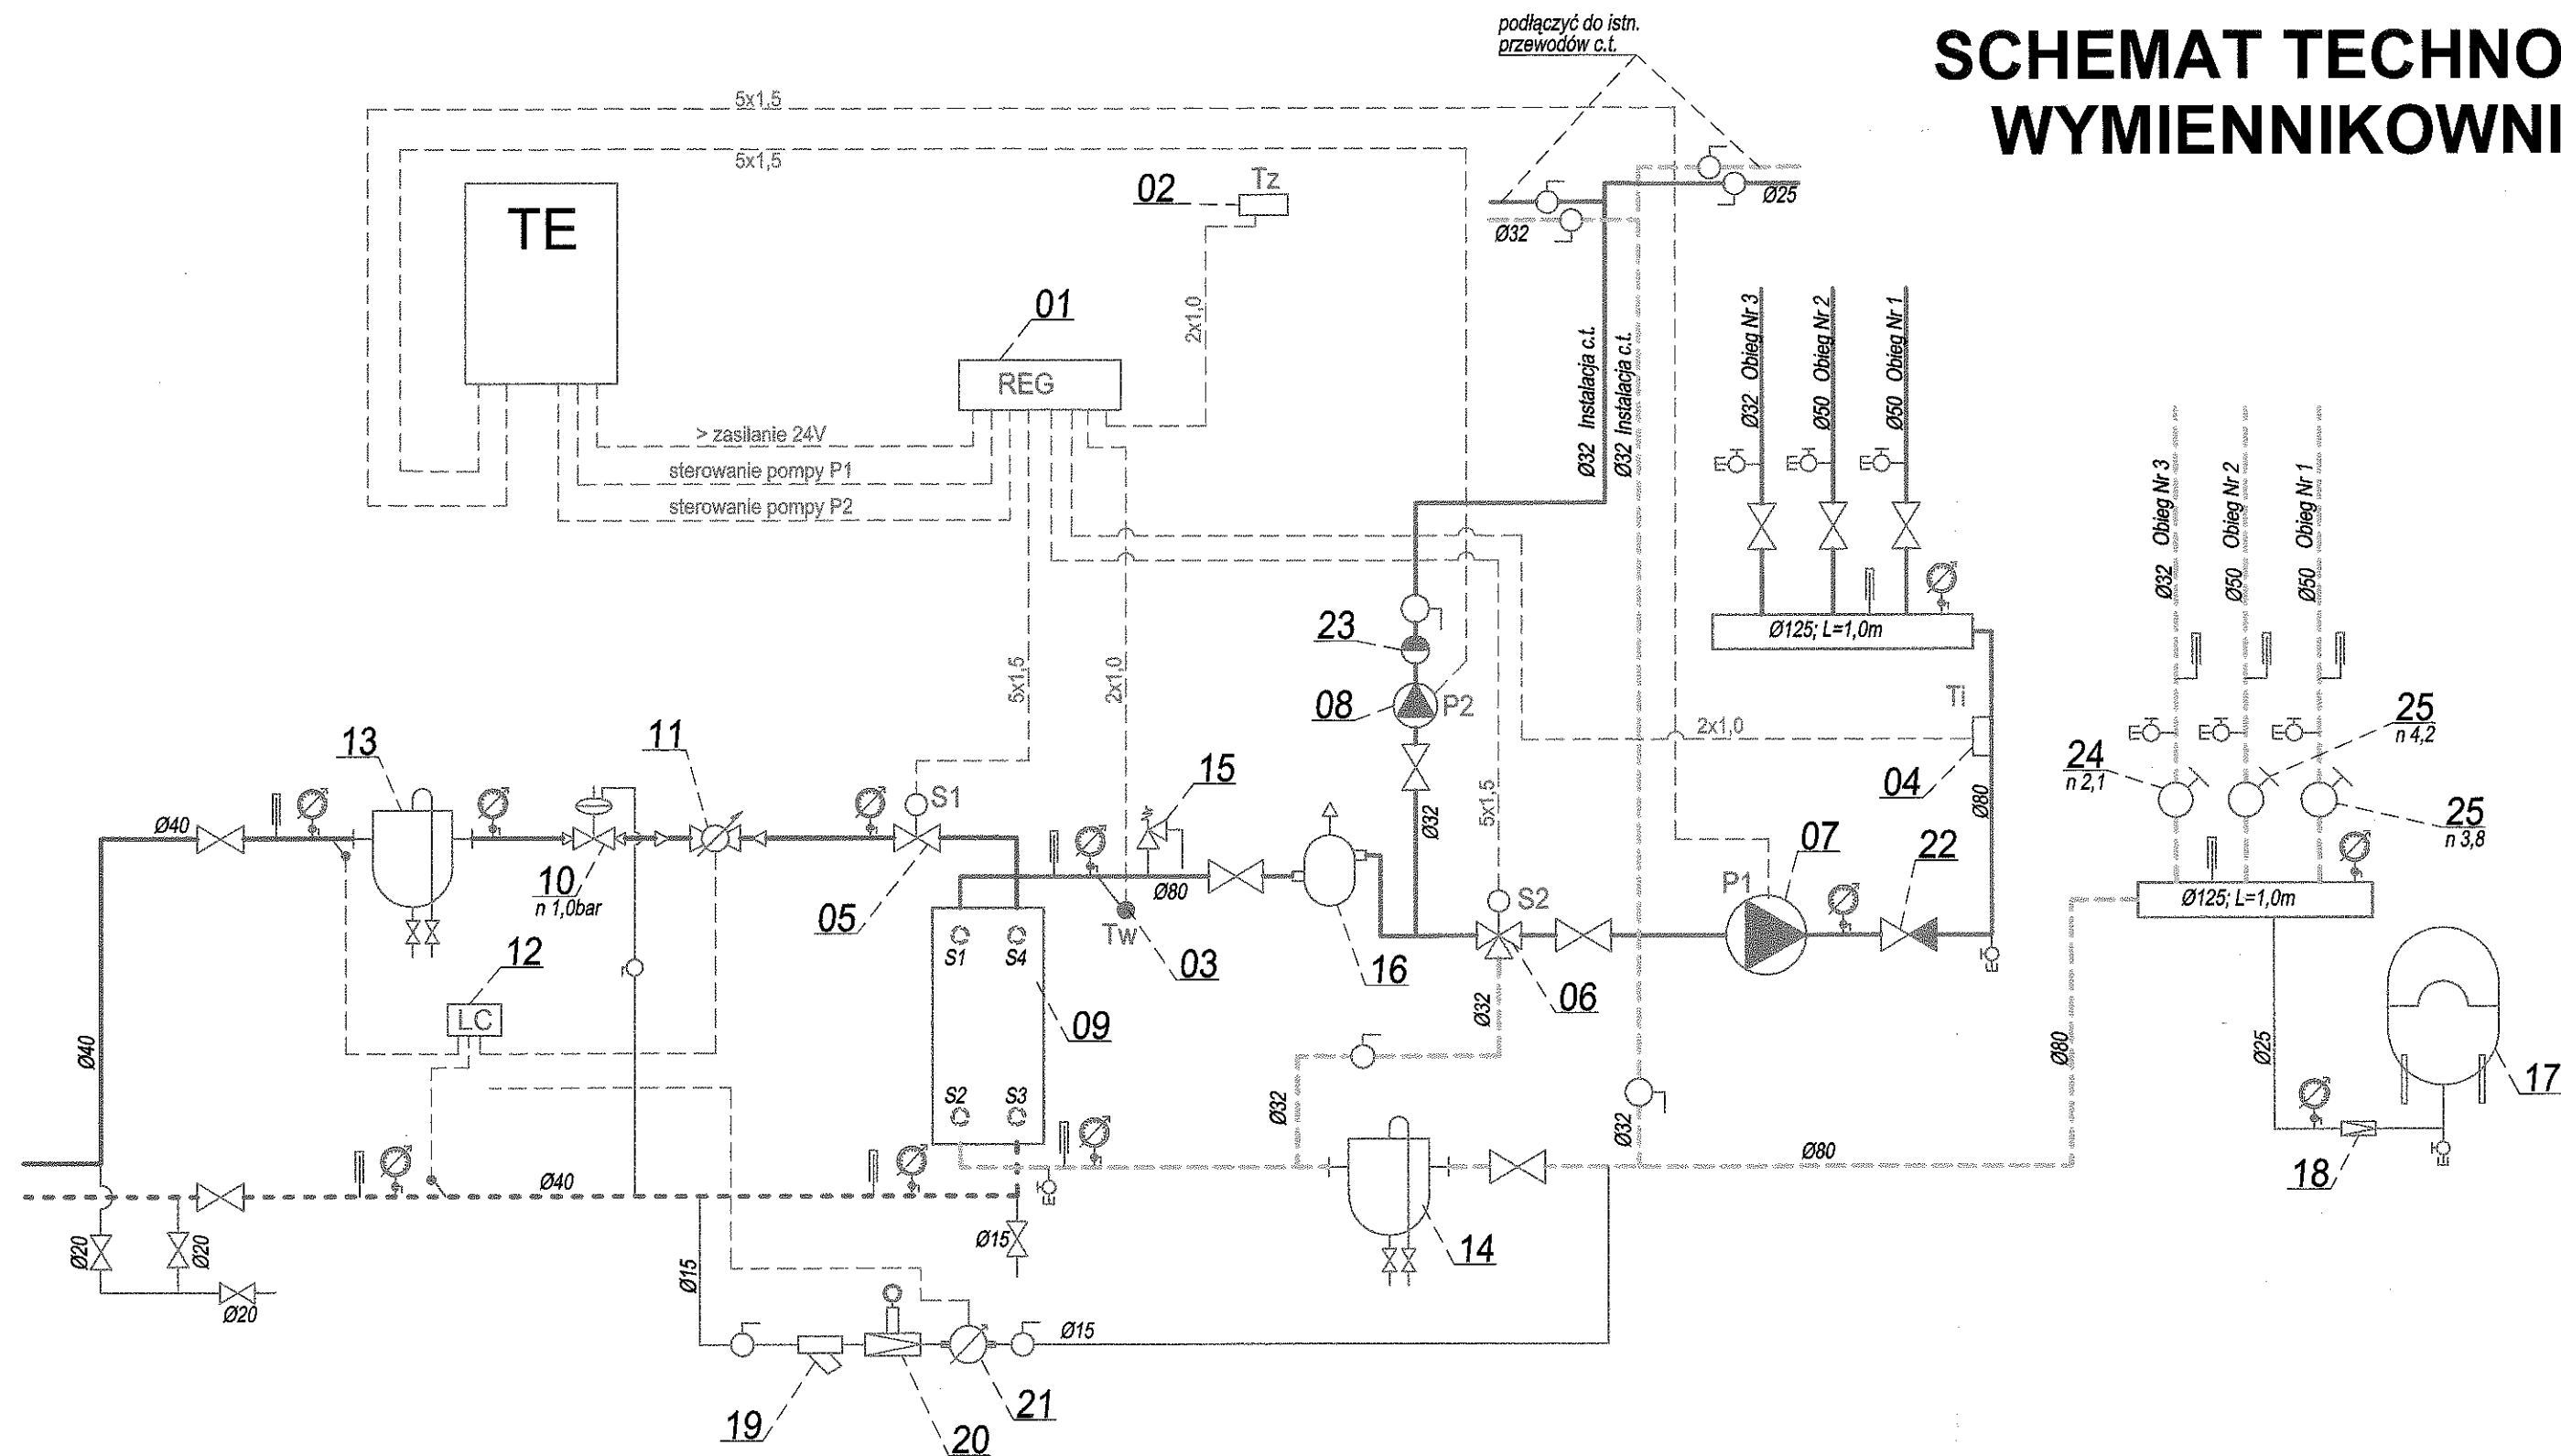 podłączyć do istn.
przewodów c.t.
SCHEMAT TECHNO
WYMIENNIKOWNI
5x1,5
5x1,5
TE
02
Tz
Ø25
Ø32
2x1,0
01
REG
> zasilanie 24V
sterowanie pompy P1
sterowanie pompy P2
Ø32 Instalacja c.t.
Ø32 Instalacja c.t.
Ø32 Obieg Nr 3
Ø50 Obieg Nr 2
Ø50 Obieg Nr 1
Ø32 Obieg Nr 3
Ø50 Obieg Nr 2
Ø50 Obieg Nr 1
Ø125; L=1,0m
23
08
P2
5x1,5
2x1,0
Ti
2x1,0
04
Ø80
25
n 4,2
24
n 2,1
25
n 3,8
13
11
15
S1
Ø40
10
n 1,0bar
05
Ø80
Ø32
5x1,5
S2
P1
07
22
Ø125; L=1,0m
Tw
03
16
06
S1
S4
09
12
LC
Ø40
Ø32
Ø32
Ø32
Ø80
Ø25
17
S2
S3
Ø80
18
Ø40
Ø20
Ø20
Ø20
Ø15
Ø15
14
Ø15
19
20
21